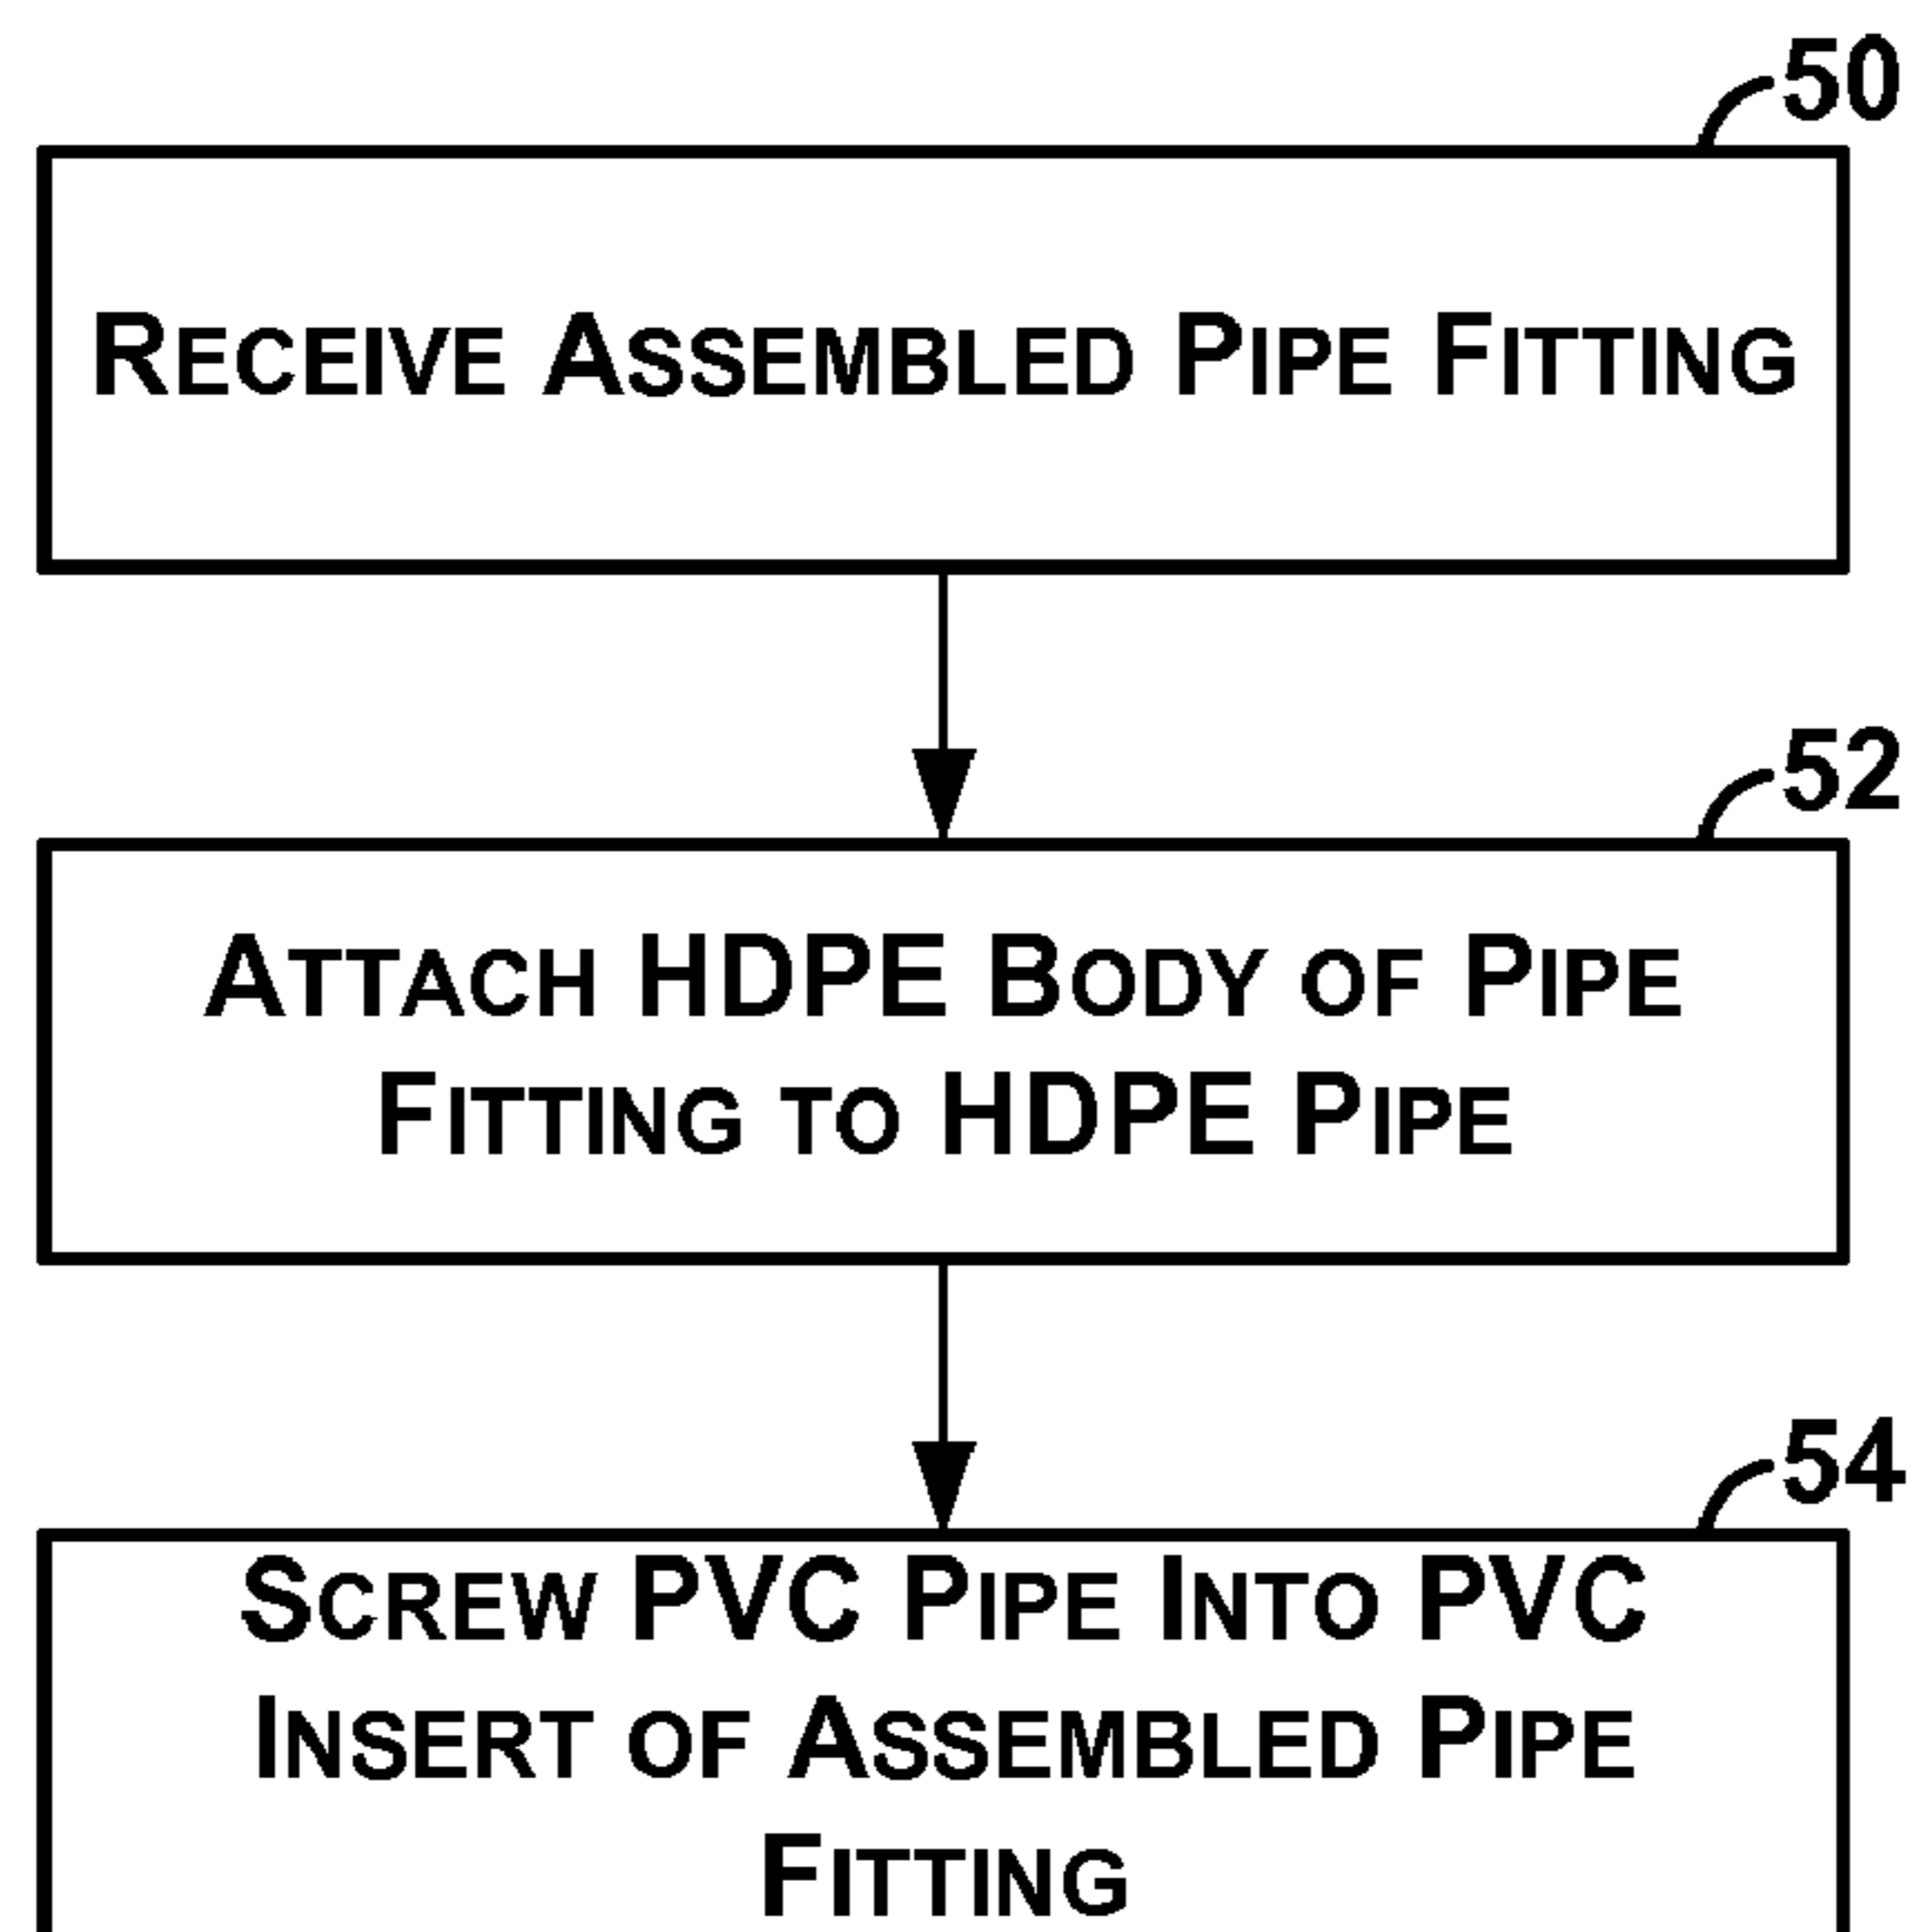 50
RECEIVE ASSEMBLED PIPE FITTING
52
ATTACH HDPE BODY OF PIPE
FITTING TO HDPE PIPE
54
SCREW PVC PIPE INTO PVC
INSERT OF ASSEMBLED PIPE
FITTING